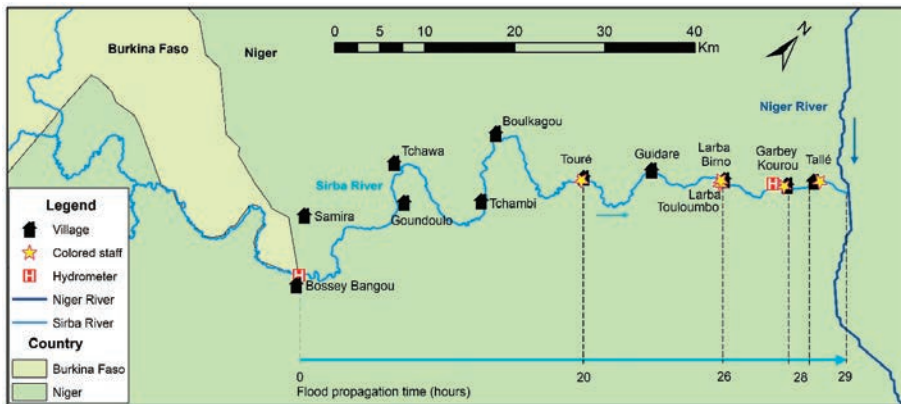 0 10 20 30 40
Km
N
Burkina Faso
Niger
Niger River
Boulkagou
Tchawa
Touré
Guidare
Larba
Birno
Garbey
Kourou
Tallé
Sirba River
Samira
Goundoulo
Tchambi
Larba
Touloumbo
Bossey Bangou
H
H
Legend
Village
Colored staff
H Hydrometer
Niger River
Sirba River
Country
Burkina Faso
Niger
0 20 26 28 29
Flood propagation time (hours)